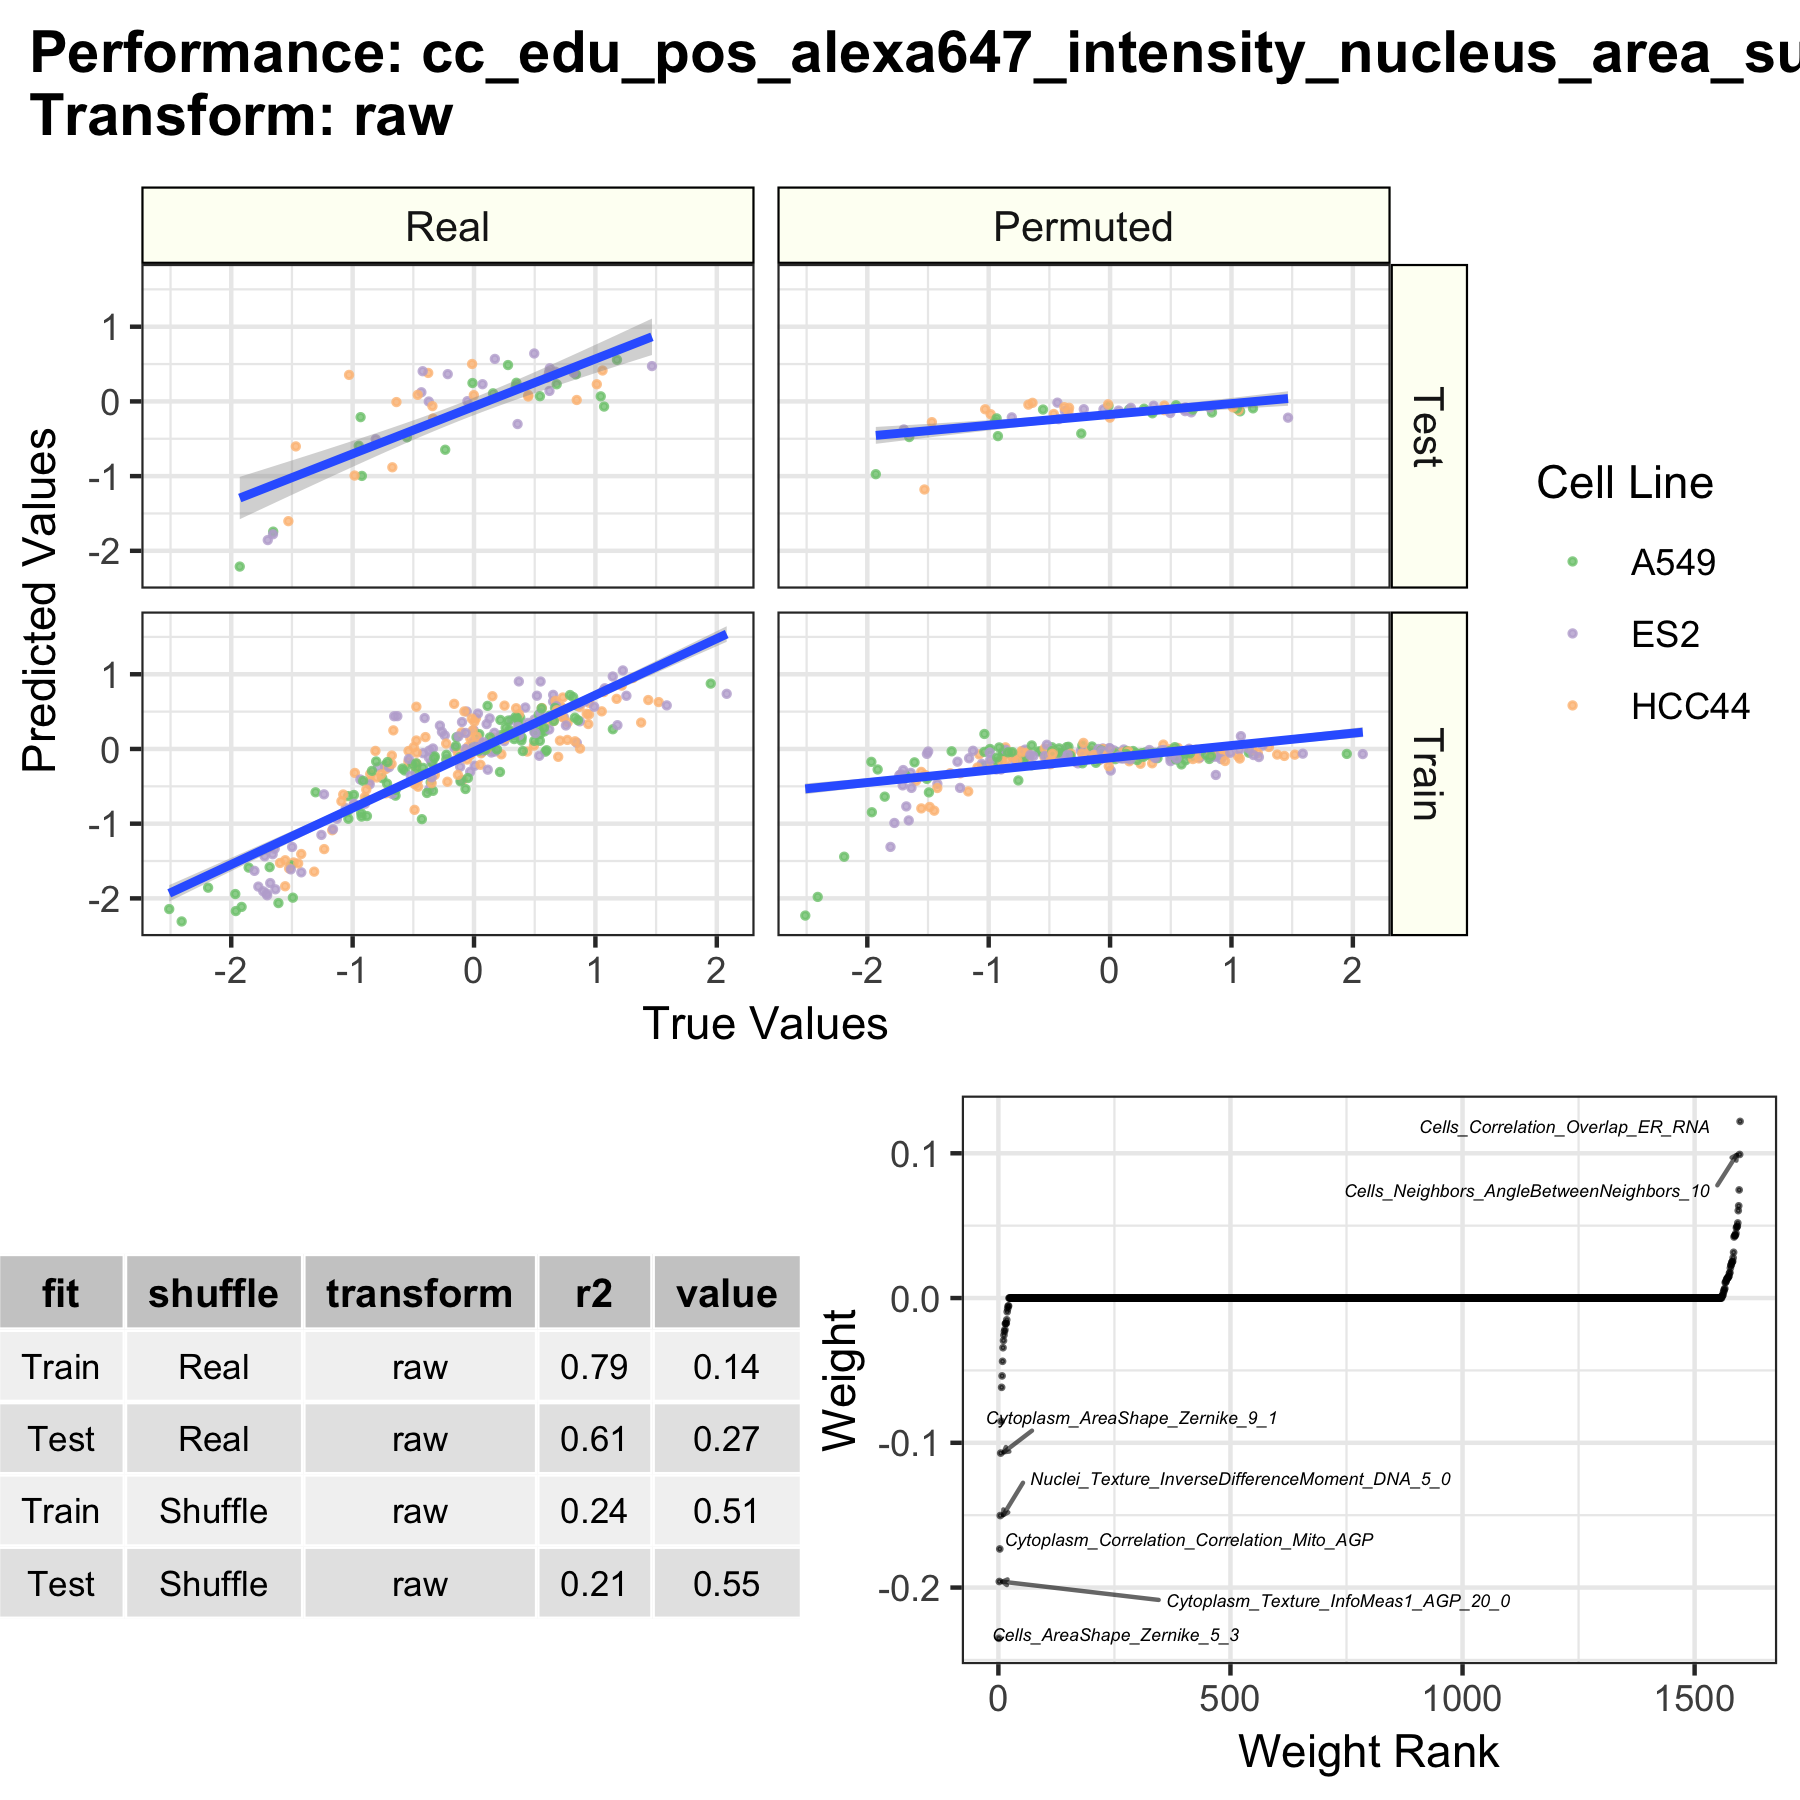 Performance: cc_edu_pos_alexa647_intensity_nucleus_area_su
Transform: raw
Real
Permuted
Predicted Values
1
0
-1
-2
Test
1
0
-1
-2
Train
-2 -1 0 1 2
-2 -1 0 1 2
True Values
Cell Line
A549
ES2
HCC44
fit shuffle transform r2 value
Train Real raw 0.79 0.14
Test Real raw 0.61 0.27
Train Shuffle raw 0.24 0.51
Test Shuffle raw 0.21 0.55
Weight
0.1
0.0
-0.1
-0.2
Cells_Correlation_Overlap_ER_RNA
Cells_Neighbors_AngleBetweenNeighbors_10
Cytoplasm_AreaShape_Zernike_9_1
Nuclei_Texture_InverseDifferenceMoment_DNA_5_0
Cytoplasm_Correlation_Correlation_Mito_AGP
Cytoplasm_Texture_InfoMeas1_AGP_20_0
Cells_AreaShape_Zernike_5_3
0 500 1000 1500
Weight Rank